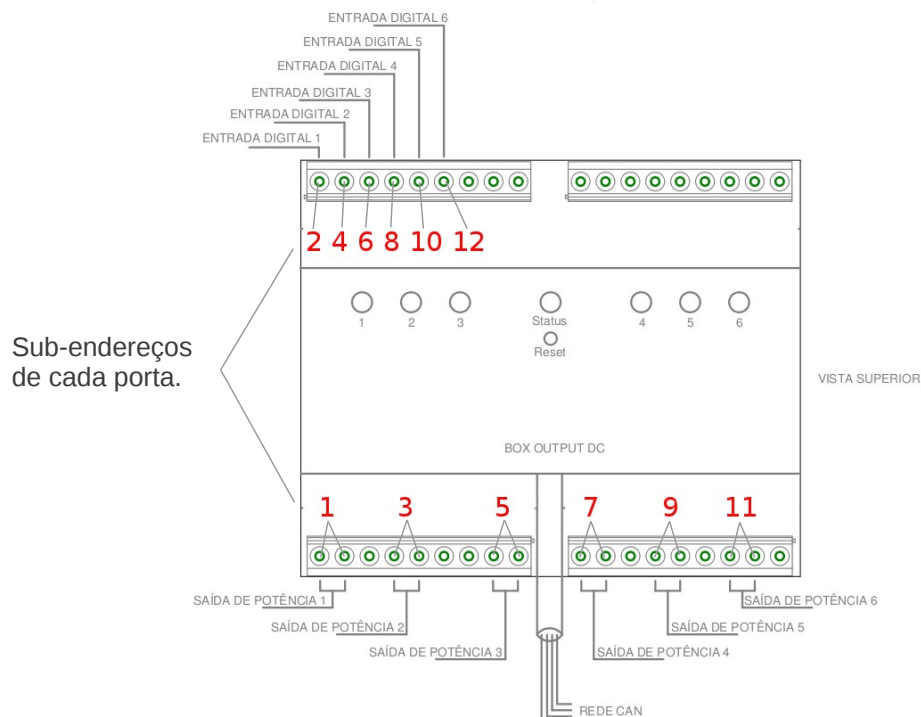 ENTRADA DIGITAL 6
ENTRADA DIGITAL 5
ENTRADA DIGITAL 4
ENTRADA DIGITAL 3
ENTRADA DIGITAL 2
ENTRADA DIGITAL 1
2 4 6 8 10 12
1 2 3 Status 4 5 6
Reset
Sub-endereços
de cada porta.
VISTA SUPERIOR
BOX OUTPUT DC
1 3 5 7 9 11
SAÍDA DE POTÊNCIA 1
SAÍDA DE POTÊNCIA 6
SAÍDA DE POTÊNCIA 2
SAÍDA DE POTÊNCIA 5
SAÍDA DE POTÊNCIA 3
SAÍDA DE POTÊNCIA 4
REDE CAN